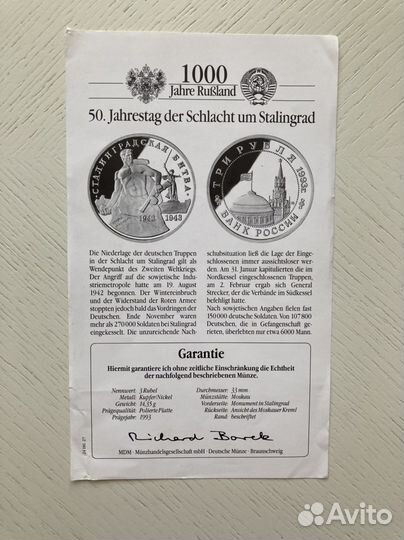 1000
Jahre Rußland
50. Jahrestag der Schlacht um Stalingrad
СТАЛИНГРАДСКАЯ БИТВА
1942 1943
ТРИ РУБЛЯ 1993г.
БАНК РОССИИ
Die Niederlage der deutschen Truppen
in der Schlacht um Stalingrad gilt als
Wendepunkt des Zweiten Weltkriegs.
Der Angriff auf die sowjetische Indu-
striemetropole hatte am 19. August
1942 begonnen. Der Wintereinbruch
und der Widerstand der Roten Armee
stoppten jedoch bald das Vordringen der
Deutschen. Ende November waren
mehr als 270000 Soldaten bei Stalingrad
eingekesselt. Die unzureichende Nach-
schubsituation ließ die Lage der Einge-
schlossenen immer aussichtsloser wer-
den. Am 31. Januar kapitulierten die im
Nordkessel eingeschlossenen Truppen,
am 2. Februar ergab sich General
Strecker, der die Verbände im Südkessel
befehligt hatte.
Nach sowjetischen Angaben fielen fast
150000 deutsche Soldaten. Von 107800
Deutschen, die in Gefangenschaft ge-
rieten, überlebten nur etwa 6000 Mann.
Garantie
Hiermit garantiere ich ohne zeitliche Einschränkung die Echtheit
der nachfolgend beschriebenen Münze.
Nennwert: 3 Rubel
Metall: Kupfer/Nickel
Gewicht: 14,35 g
Prägequalität: Polierte Platte
Prägejahr: 1993
Durchmesser: 33 mm
Münzstätte: Moskau
Vorderseite: Monument in Stalingrad
Rückseite: Ansicht des Moskauer Kreml
Rand: beschriftet
Richard Borek
MDM · Münzhandelsgesellschaft mbH · Deutsche Münze · Braunschweig
Avito